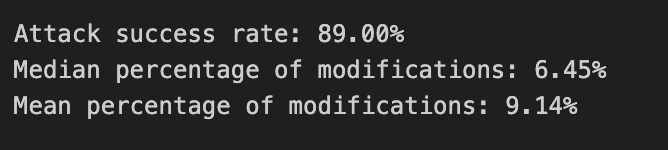 Attack success rate: 89.00%
Median percentage of modifications: 6.45%
Mean percentage of modifications: 9.14%